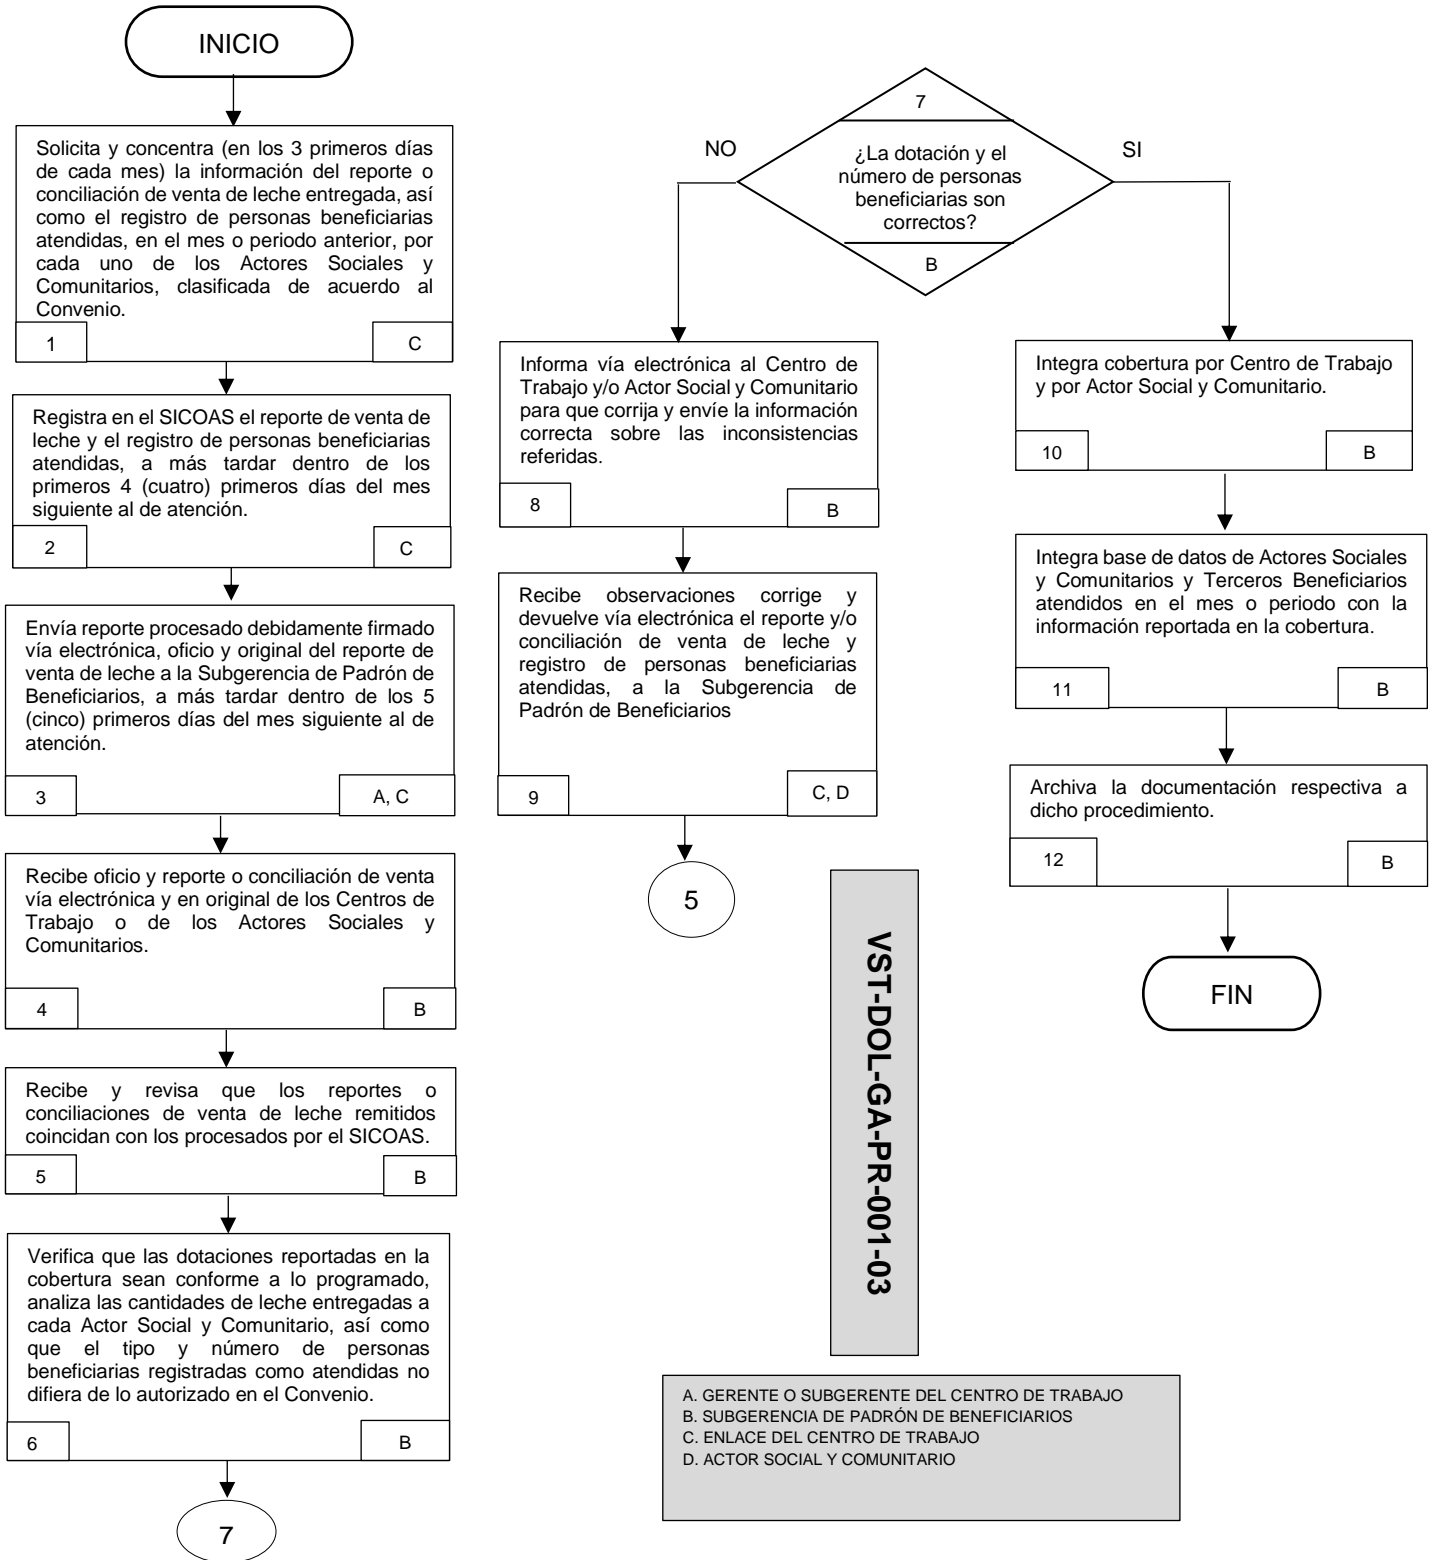 INICIO
Solicita y concentra (en los 3 primeros días
de cada mes) la información del reporte o
conciliación de venta de leche entregada, así
como el registro de personas beneficiarias
atendidas, en el mes o periodo anterior, por
cada uno de los Actores Sociales y
Comunitarios, clasificada de acuerdo al
Convenio.
1
C
Registra en el SICOAS el reporte de venta de
leche y el registro de personas beneficiarias
atendidas, a más tardar dentro de los
primeros 4 (cuatro) primeros días del mes
siguiente al de atención.
2
C
Envía reporte procesado debidamente firmado
vía electrónica, oficio y original del reporte de
venta de leche a la Subgerencia de Padrón de
Beneficiarios, a más tardar dentro de los 5
(cinco) primeros días del mes siguiente al de
atención.
3
A, C
Recibe oficio y reporte o conciliación de venta
vía electrónica y en original de los Centros de
Trabajo o de los Actores Sociales y
Comunitarios.
4
B
Recibe y revisa que los reportes o
conciliaciones de venta de leche remitidos
coincidan con los procesados por el SICOAS.
5
B
Verifica que las dotaciones reportadas en la
cobertura sean conforme a lo programado,
analiza las cantidades de leche entregadas a
cada Actor Social y Comunitario, así como
que el tipo y número de personas
beneficiarias registradas como atendidas no
difiera de lo autorizado en el Convenio.
6
B
7
7
NO
SI
¿La dotación y el
número de personas
beneficiarias son
correctos?
B
Informa vía electrónica al Centro de
Trabajo y/o Actor Social y Comunitario
para que corrija y envíe la información
correcta sobre las inconsistencias
referidas.
8
B
Recibe observaciones corrige y
devuelve vía electrónica el reporte y/o
conciliación de venta de leche y
registro de personas beneficiarias
atendidas, a la Subgerencia de
Padrón de Beneficiarios
9
C, D
5
Integra cobertura por Centro de Trabajo
y por Actor Social y Comunitario.
10
B
Integra base de datos de Actores Sociales
y Comunitarios y Terceros Beneficiarios
atendidos en el mes o periodo con la
información reportada en la cobertura.
11
B
Archiva la documentación respectiva a
dicho procedimiento.
12
B
FIN
VST-DOL-GA-PR-001-03
A. GERENTE O SUBGERENTE DEL CENTRO DE TRABAJO
B. SUBGERENCIA DE PADRÓN DE BENEFICIARIOS
C. ENLACE DEL CENTRO DE TRABAJO
D. ACTOR SOCIAL Y COMUNITARIO